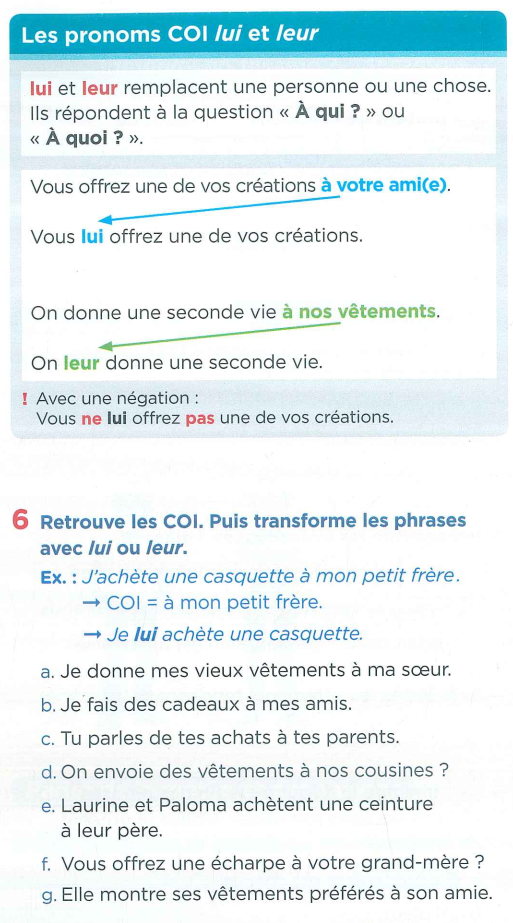 Les pronoms COI lui et leur
lui et leur remplacent une personne ou une chose.
Ils répondent à la question « À qui ? » ou
« À quoi ? ».
Vous offrez une de vos créations à votre ami(e).
Vous lui offrez une de vos créations.
On donne une seconde vie à nos vêtements.
On leur donne une seconde vie.
! Avec une négation :
Vous ne lui offrez pas une de vos créations.
6 Retrouve les COI. Puis transforme les phrases
avec lui ou leur.
Ex. : J'achète une casquette à mon petit frère.
→ COI = à mon petit frère.
→ Je lui achète une casquette.
a. Je donne mes vieux vêtements à ma sœur.
b. Je fais des cadeaux à mes amis.
c. Tu parles de tes achats à tes parents.
d. On envoie des vêtements à nos cousines ?
e. Laurine et Paloma achètent une ceinture
à leur père.
f. Vous offrez une écharpe à votre grand-mère ?
g. Elle montre ses vêtements préférés à son amie.